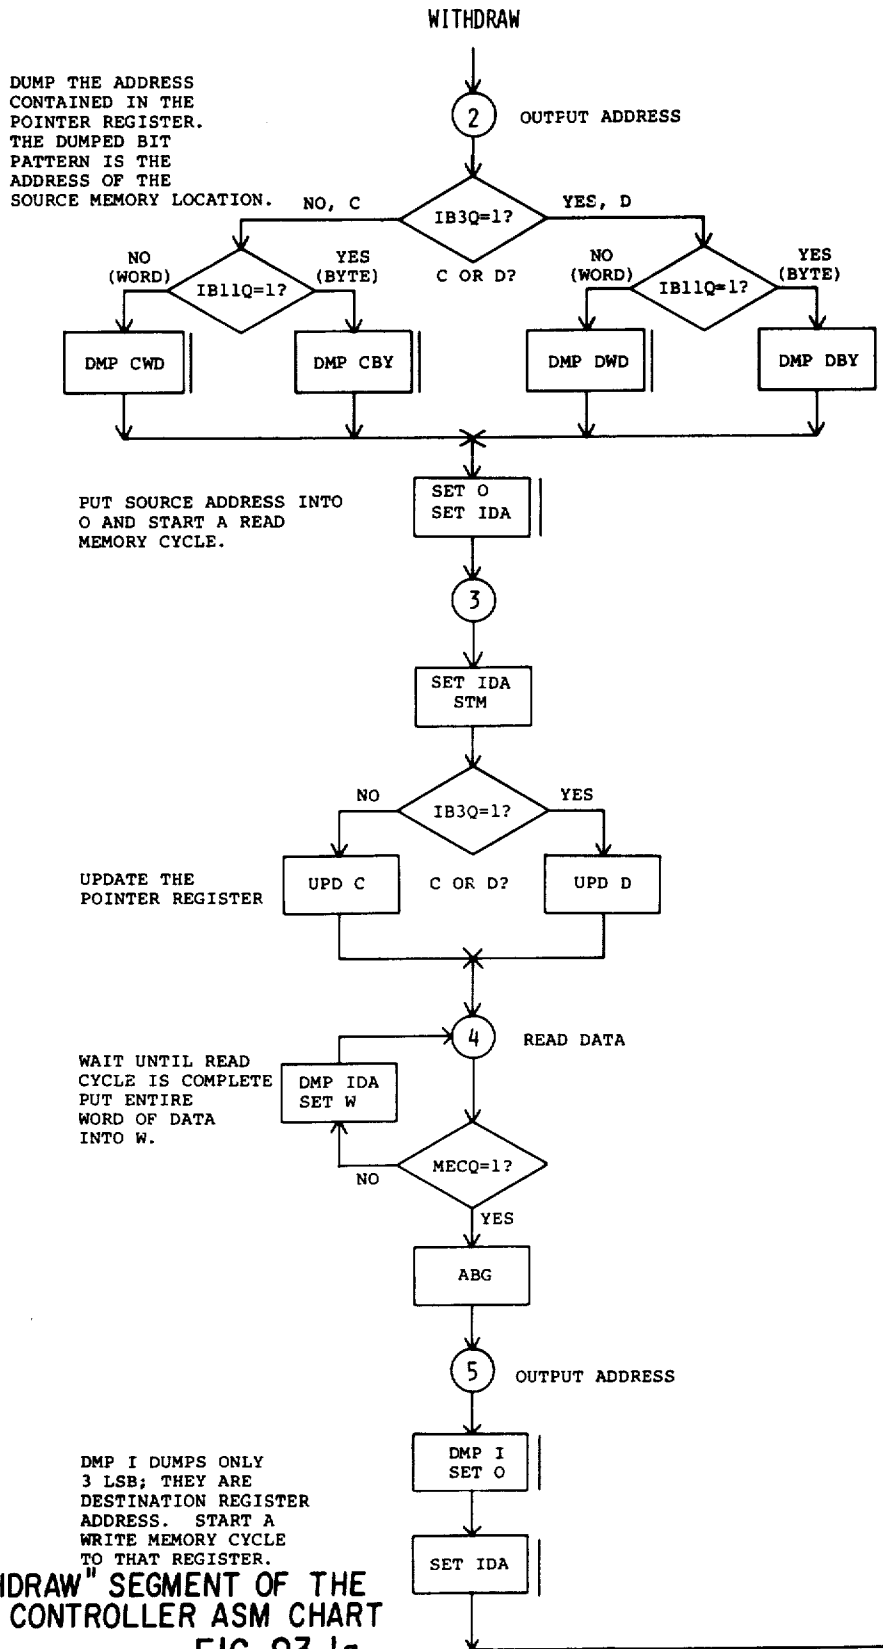 WITHDRAW
DUMP THE ADDRESS
CONTAINED IN THE
POINTER REGISTER.
THE DUMPED BIT
PATTERN IS THE
ADDRESS OF THE
SOURCE MEMORY LOCATION.
2
OUTPUT ADDRESS
NO, C
IB3Q=1?
YES, D
C OR D?
NO
(WORD)
IB11Q=1?
YES
(BYTE)
NO
(WORD)
IB11Q=1?
YES
(BYTE)
DMP CWD
DMP CBY
DMP DWD
DMP DBY
PUT SOURCE ADDRESS INTO
O AND START A READ
MEMORY CYCLE.
SET O
SET IDA
3
SET IDA
STM
NO
IB3Q=1?
YES
UPDATE THE
POINTER REGISTER
UPD C
C OR D?
UPD D
4
READ DATA
WAIT UNTIL READ
CYCLE IS COMPLETE
PUT ENTIRE
WORD OF DATA
INTO W.
DMP IDA
SET W
MECQ=1?
NO
YES
ABG
5
OUTPUT ADDRESS
DMP I DUMPS ONLY
3 LSB; THEY ARE
DESTINATION REGISTER
ADDRESS. START A
WRITE MEMORY CYCLE
TO THAT REGISTER.
DMP I
SET O
SET IDA
HDRAW" SEGMENT OF THE
CONTROLLER ASM CHART